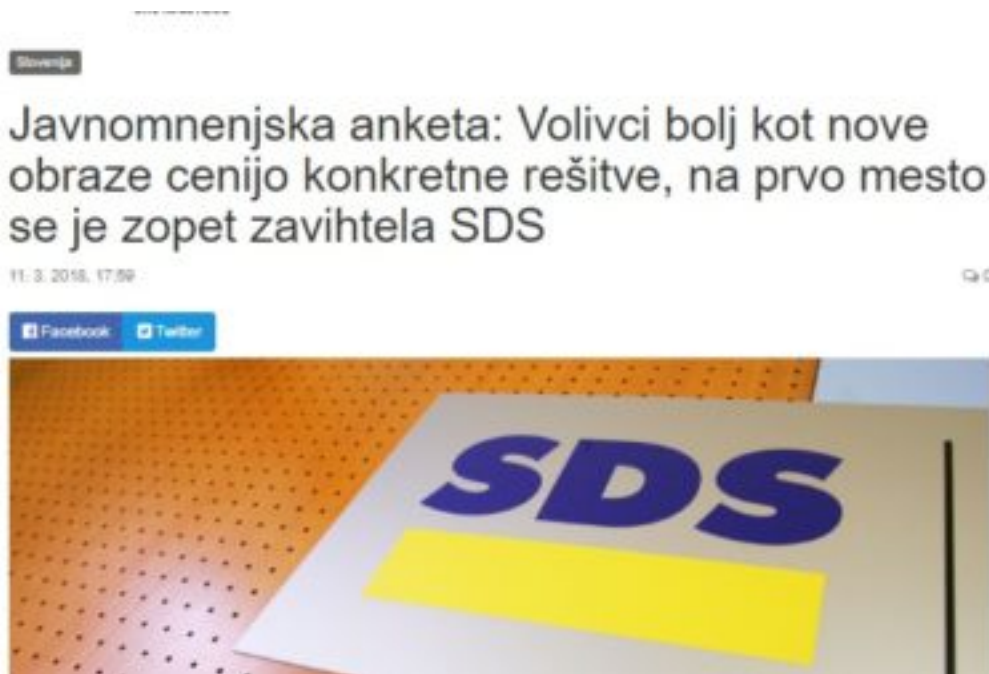 Slovenija
Javnomnenjska anketa: Volivci bolj kot nove
obraze cenijo konkretne rešitve, na prvo mesto
se je zopet zavihtela SDS
11. 3. 2018, 17:59
Facebook Twitter
SDS